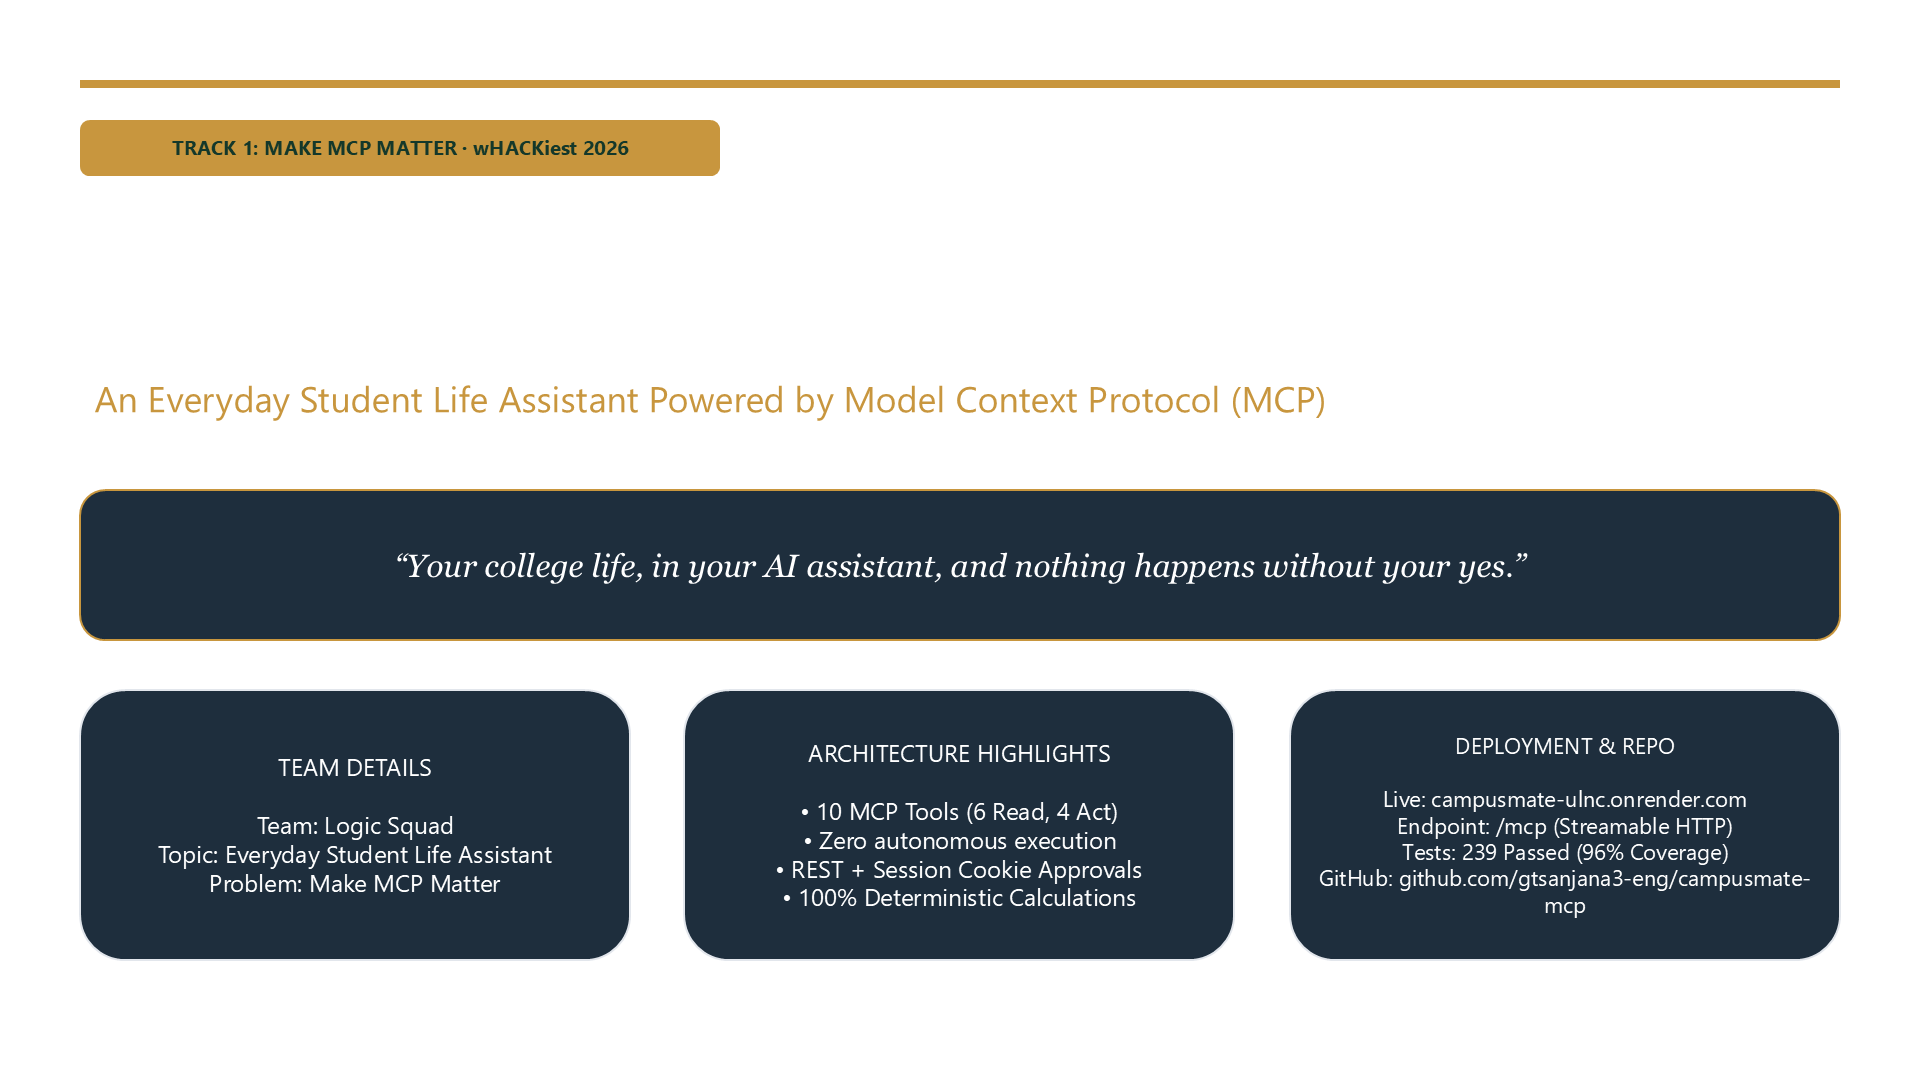 TRACK 1: MAKE MCP MATTER · wHACKiest 2026
An Everyday Student Life Assistant Powered by Model Context Protocol (MCP)
“Your college life, in your AI assistant, and nothing happens without your yes.”
TEAM DETAILS
Team: Logic Squad
Topic: Everyday Student Life Assistant
Problem: Make MCP Matter
ARCHITECTURE HIGHLIGHTS
• 10 MCP Tools (6 Read, 4 Act)
• Zero autonomous execution
• REST + Session Cookie Approvals
• 100% Deterministic Calculations
DEPLOYMENT & REPO
Live: campusmate-ulnc.onrender.com
Endpoint: /mcp (Streamable HTTP)
Tests: 239 Passed (96% Coverage)
GitHub: github.com/gtsanjana3-eng/campusmate-
mcp